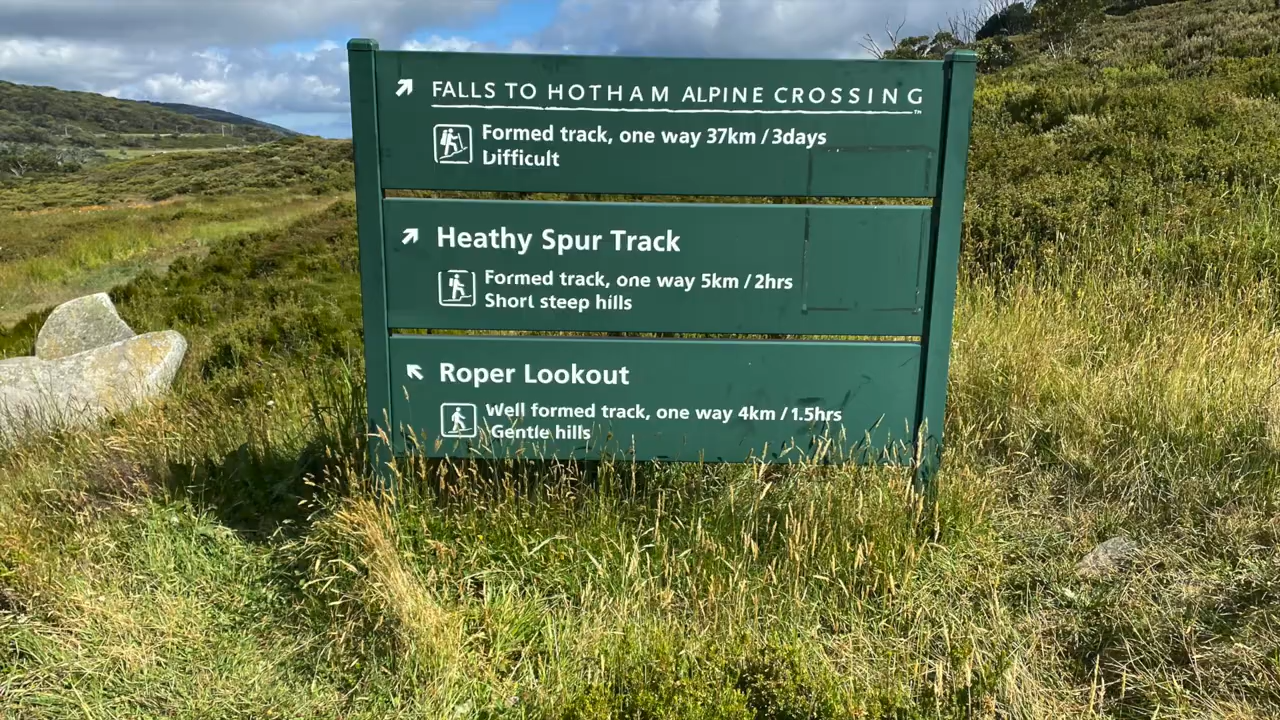 FALLS TO HOTHAM ALPINE CROSSING™
Formed track, one way 37km / 3days
Difficult
Heathy Spur Track
Formed track, one way 5km / 2hrs
Short steep hills
Roper Lookout
Well formed track, one way 4km / 1.5hrs
Gentle hills